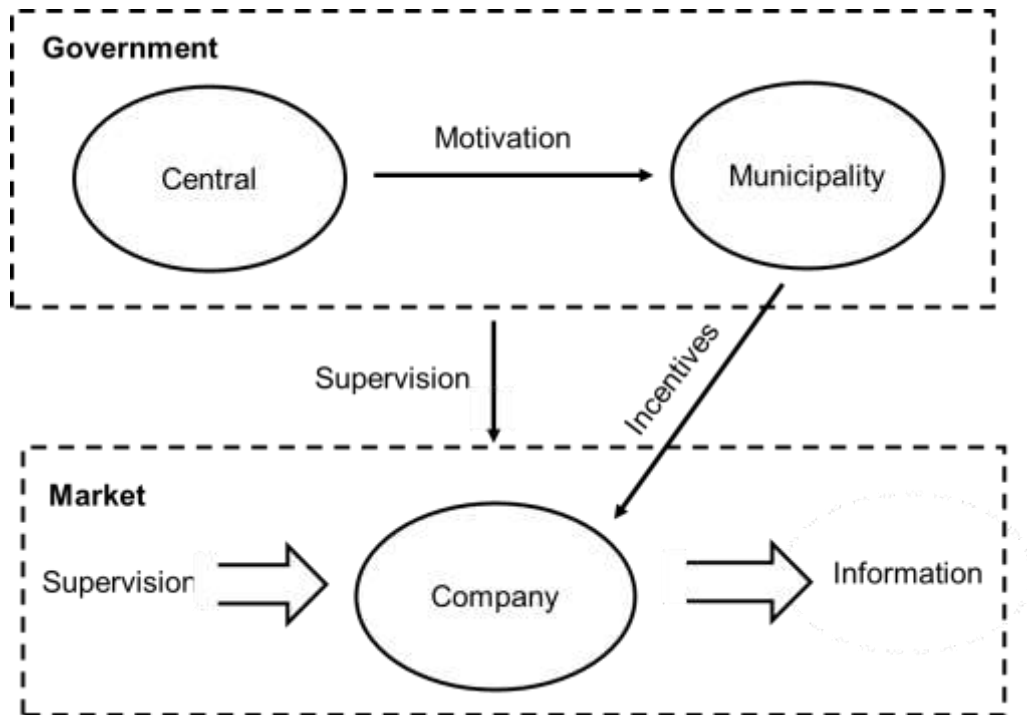 Government
Motivation
Central
Municipality
Supervision
Incentives
Market
Supervision
Company
Information